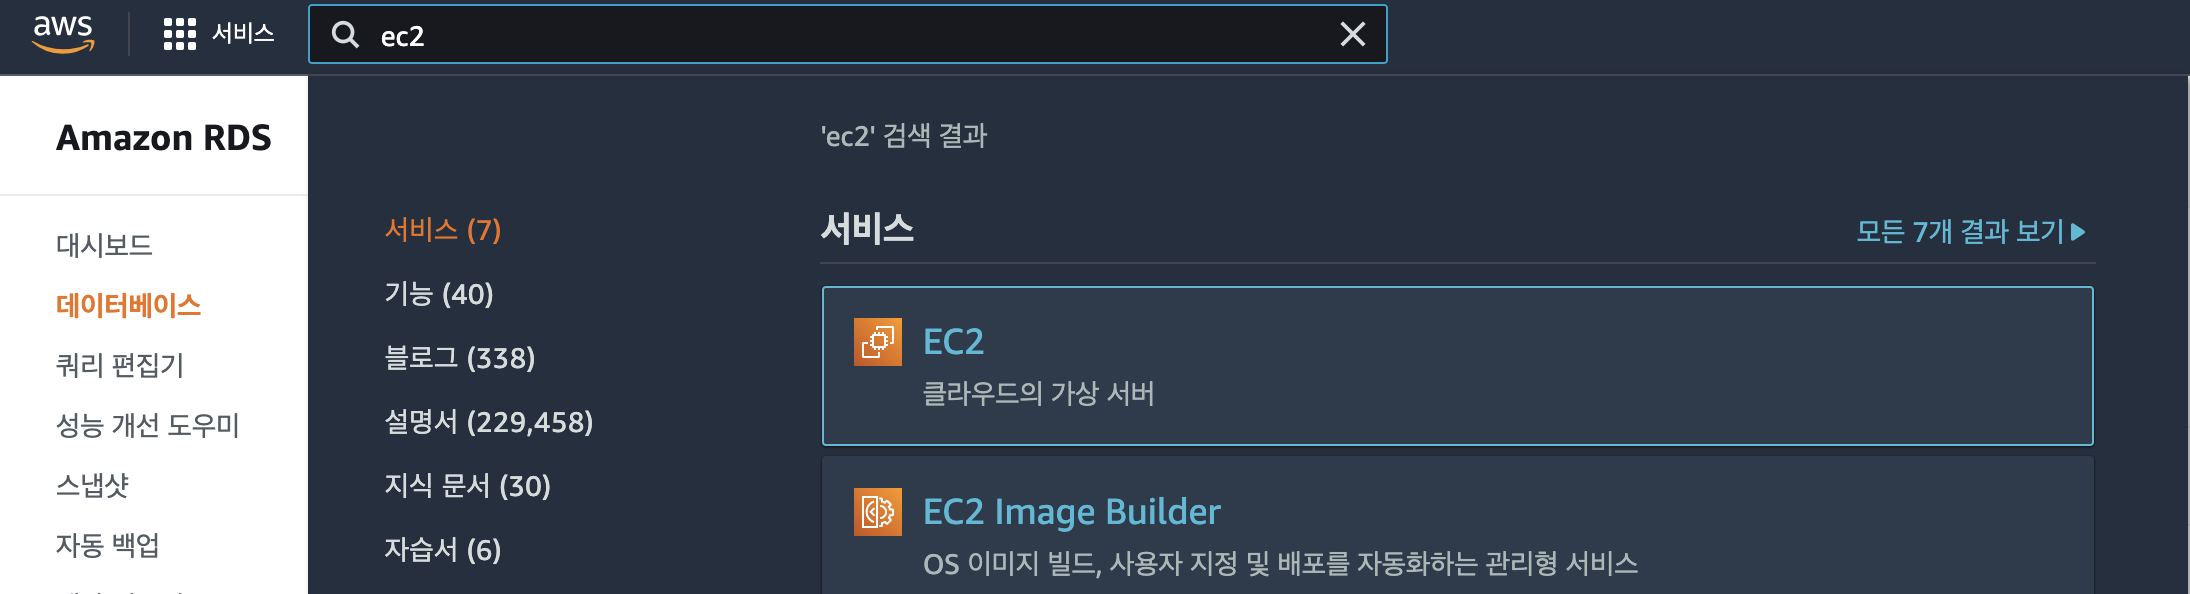 aws
서비스
ec2
Amazon RDS
대시보드
데이터베이스
쿼리 편집기
성능 개선 도우미
스냅샷
자동 백업
'ec2' 검색 결과
서비스 (7)
기능 (40)
블로그 (338)
설명서 (229,458)
지식 문서 (30)
자습서 (6)
서비스
모든 7개 결과 보기
EC2
클라우드의 가상 서버
EC2 Image Builder
OS 이미지 빌드, 사용자 지정 및 배포를 자동화하는 관리형 서비스